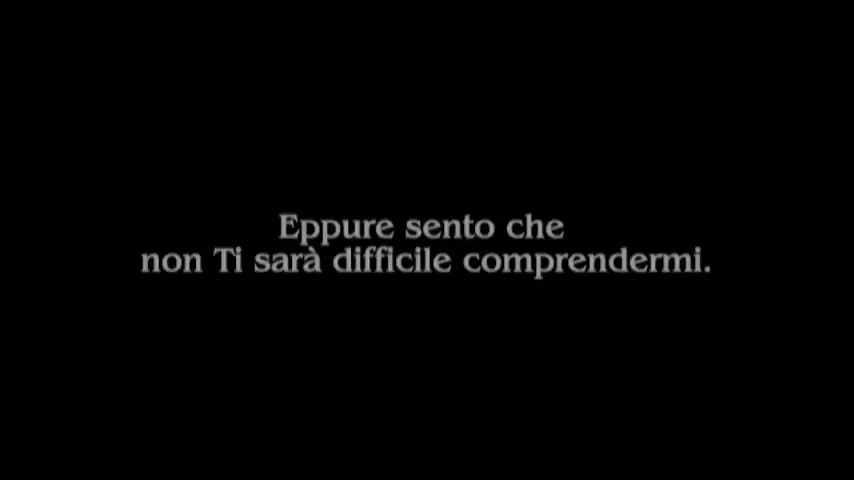 Eppure sento che
non Ti sarà difficile comprendermi.